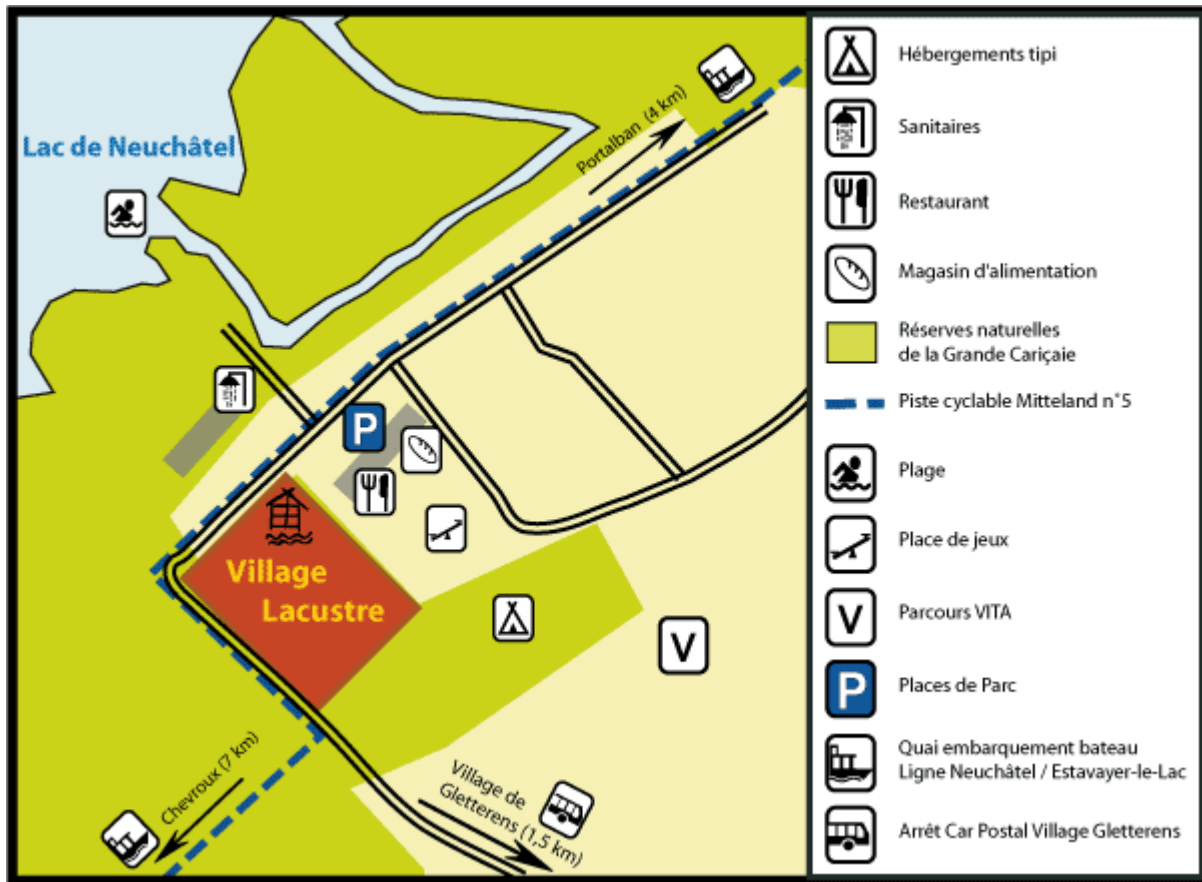 Lac de Neuchâtel
Portalban (4 km)
P
Village
Lacustre
V
Chevroux (7 km)
Village de
Gletterens (1,5 km)
Hébergements tipi
Sanitaires
Restaurant
Magasin d'alimentation
Réserves naturelles
de la Grande Cariçaie
Piste cyclable Mitteland n°5
Plage
Place de jeux
V
Parcours VITA
P
Places de Parc
Quai embarquement bateau
Ligne Neuchâtel / Estavayer-le-Lac
Arrêt Car Postal Village Gletterens